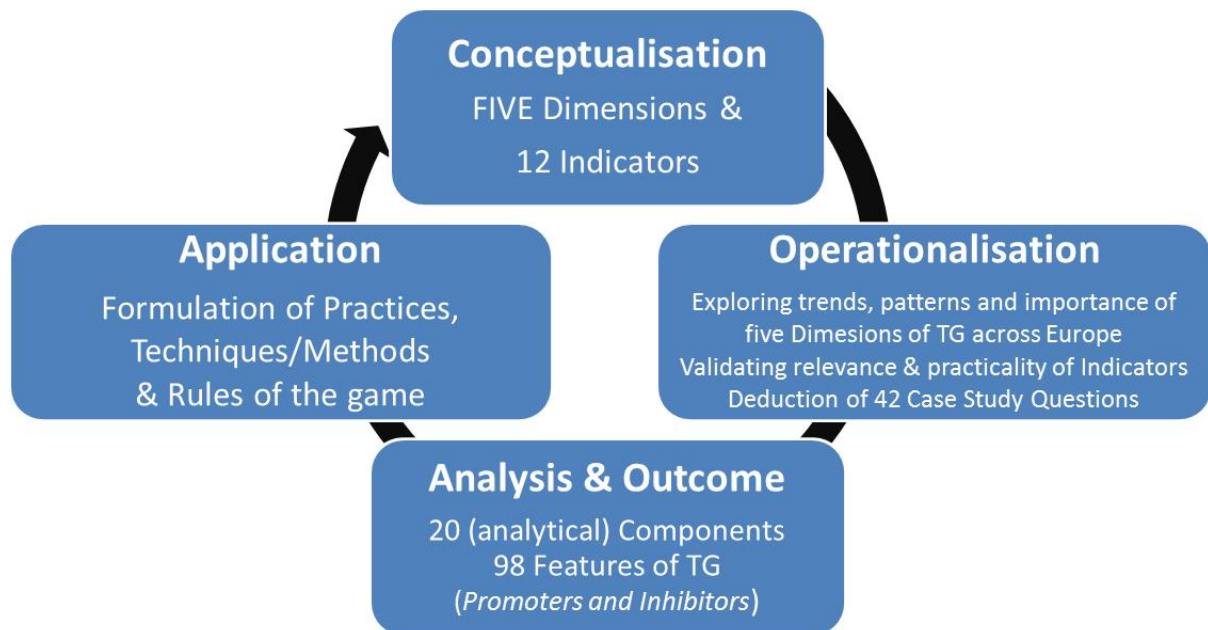 Conceptualisation
FIVE Dimensions &
12 Indicators
Application
Formulation of Practices,
Techniques/Methods
& Rules of the game
Operationalisation
Exploring trends, patterns and importance of
five Dimesions of TG across Europe
Validating relevance & practicality of Indicators
Deduction of 42 Case Study Questions
Analysis & Outcome
20 (analytical) Components
98 Features of TG
(Promoters and Inhibitors)